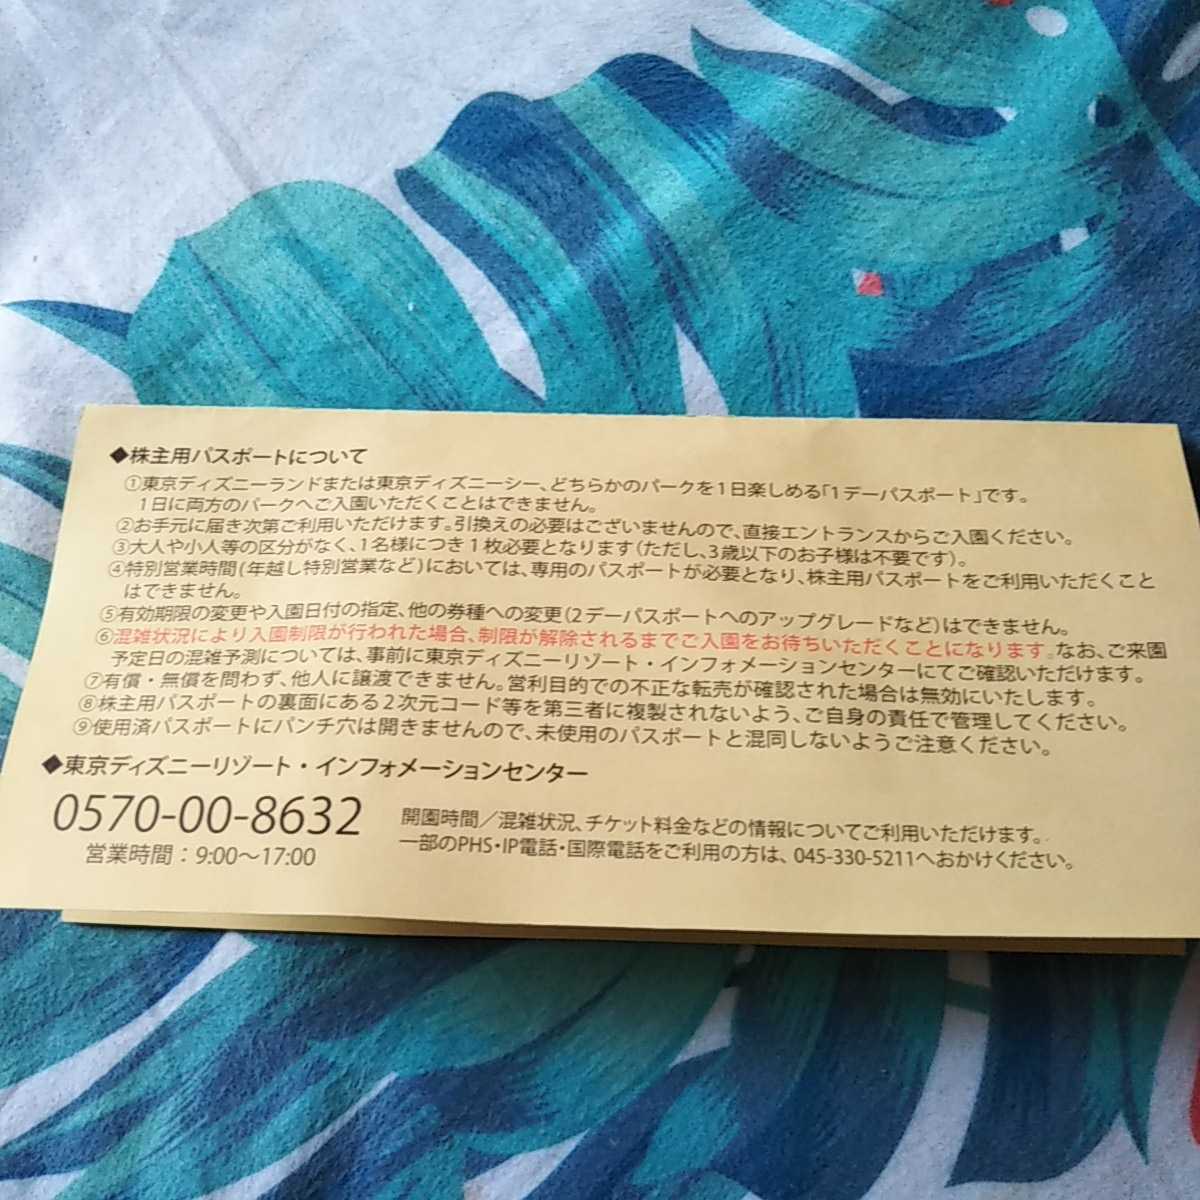 ◆株主用パスポートについて
①東京ディズニーランドまたは東京ディズニーシー、どちらかのパークを1日楽しめる「1デーパスポート」です。
1日に両方のパークへご入園いただくことはできません。
②お手元に届き次第ご利用いただけます。引換えの必要はございませんので、直接エントランスからご入園ください。
③大人や小人等の区分がなく、1名様につき1枚必要となります(ただし、3歳以下のお子様は不要です)。
④特別営業時間(年越し特別営業など)においては、専用のパスポートが必要となり、株主用パスポートをご利用いただくこと
はできません。
⑤有効期限の変更や入園日付の指定、他の券種への変更(2デーパスポートへのアップグレードなど)はできません。
⑥混雑状況により入園制限が行われた場合、制限が解除されるまでご入園をお待ちいただくことになります。なお、ご来園
予定日の混雑予測については、事前に東京ディズニーリゾート・インフォメーションセンターにてご確認いただけます。
⑦有償・無償を問わず、他人に譲渡できません。営利目的での不正な転売が確認された場合は無効にいたします。
⑧株主用パスポートの裏面にある2次元コード等を第三者に複製されないよう、ご自身の責任で管理してください。
⑨使用済パスポートにパンチ穴は開きませんので、未使用のパスポートと混同しないようご注意ください。
◆東京ディズニーリゾート・インフォメーションセンター
0570-00-8632
営業時間：9:00～17:00
開園時間／混雑状況、チケット料金などの情報についてご利用いただけます。
一部のPHS・IP電話・国際電話をご利用の方は、045-330-5211へおかけください。